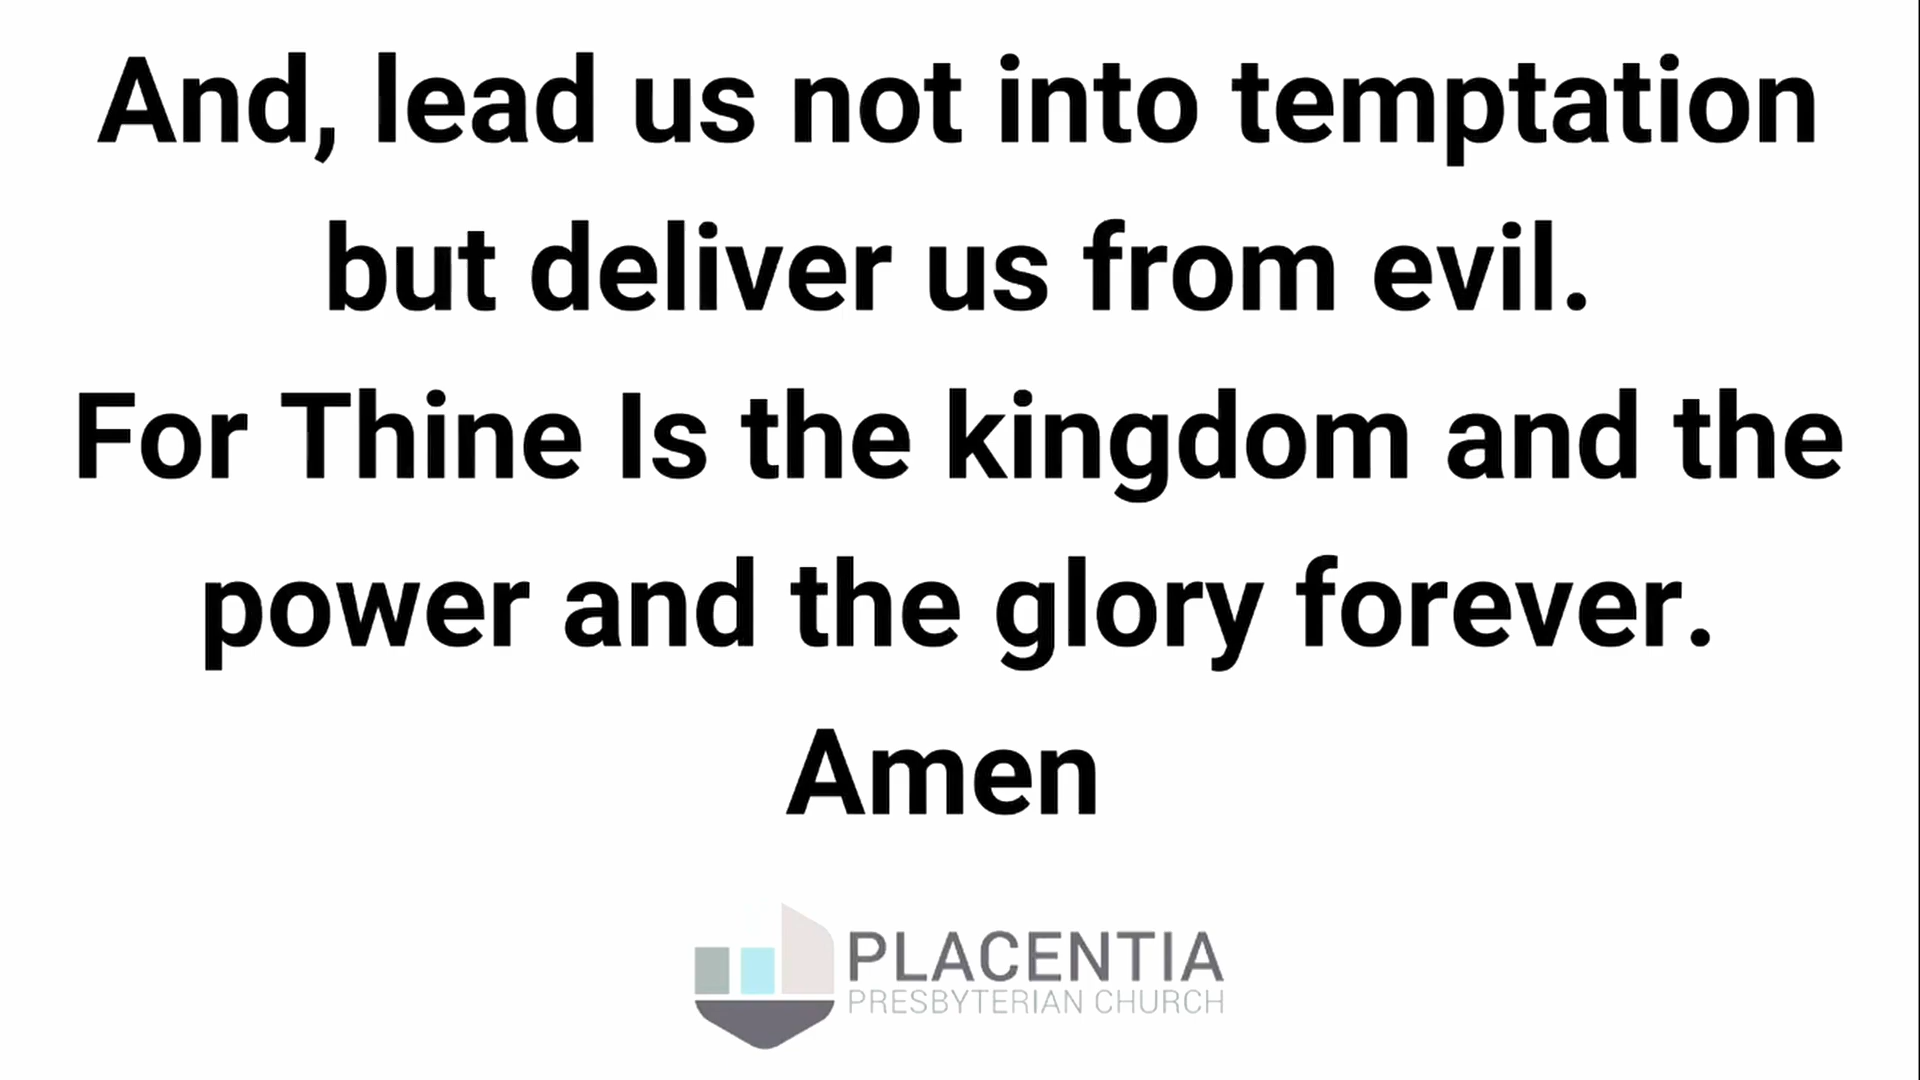 And, lead us not into temptation
but deliver us from evil.
For Thine Is the kingdom and the
power and the glory forever.
Amen
PLACENTIA
PRESBYTERIAN CHURCH